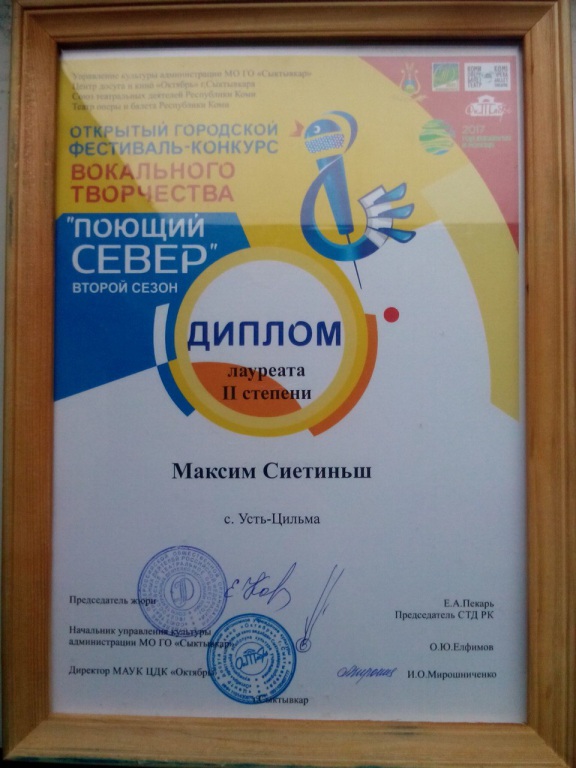 Управление культуры администрации МО ГО «Сыктывкар»
Центр досуга и кино «Октябрь» г.Сыктывкара
Союз театральных деятелей Республики Коми
Театр оперы и балета Республики Коми
ОТКРЫТЫЙ ГОРОДСКОЙ
ФЕСТИВАЛЬ-КОНКУРС
ВОКАЛЬНОГО
ТВОРЧЕСТВА
2017
"ПОЮЩИЙ
СЕВЕР"
ВТОРОЙ СЕЗОН
ДИПЛОМ
лауреата
II степени
Максим Сиетиньш
с. Усть-Цильма
Председатель жюри
Е.А.Пекарь
Председатель СТД РК
Начальник управления культуры
администрации МО ГО «Сыктывкар»
О.Ю.Елфимов
Директор МАУК ЦДК «Октябрь»
И.О.Мирошниченко
г.Сыктывкар